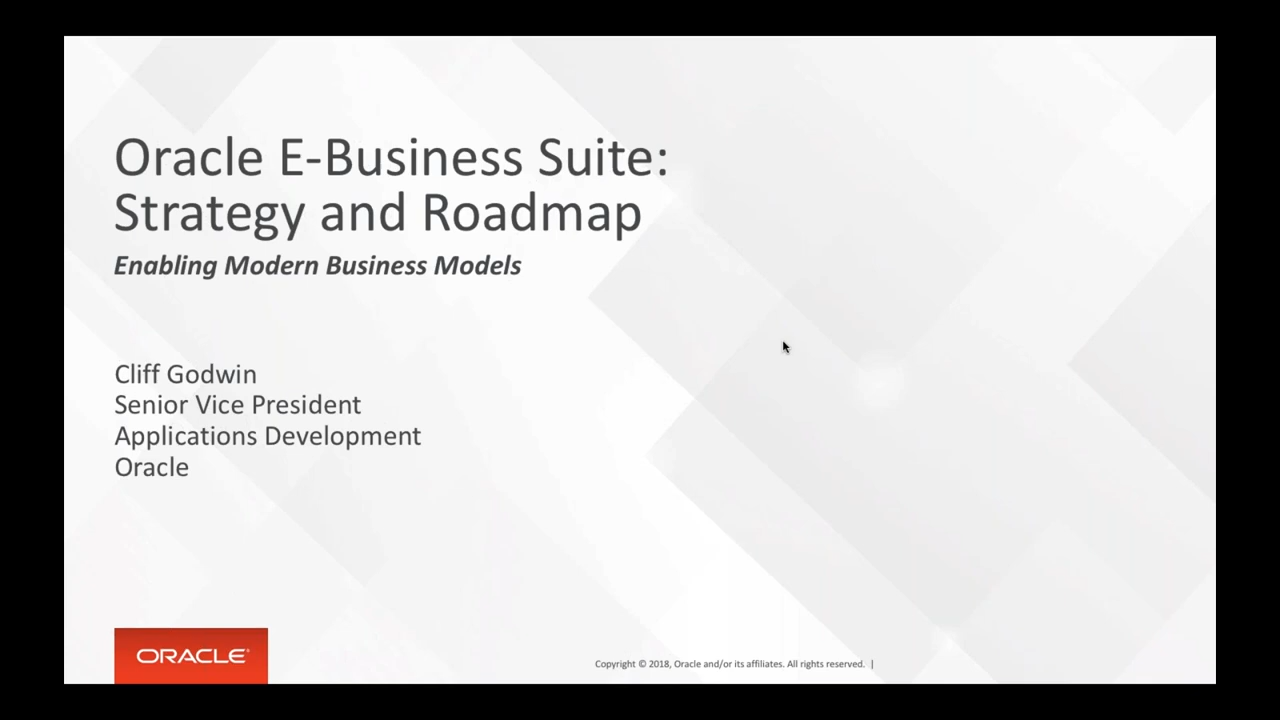 Oracle E-Business Suite:
Strategy and Roadmap
Enabling Modern Business Models
Cliff Godwin
Senior Vice President
Applications Development
Oracle
ORACLE®
Copyright © 2018, Oracle and/or its affiliates. All rights reserved. |